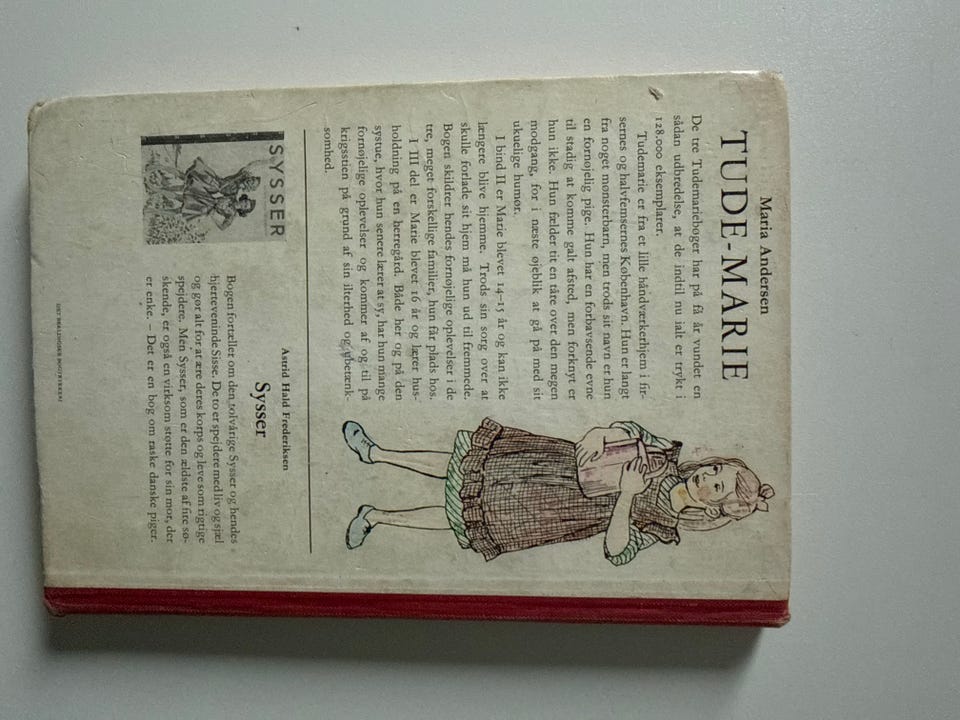 Maria Andersen
TUDE-MARIE
De tre Tudemariebøger har på få år vundet en
sådan udbredelse, at de indtil nu ialt er trykt i
128.000 eksemplarer.
Tudemarie er fra et lille håndværkerhjem i fir-
sernes og halvfemsernes København. Hun er langt
fra noget mønsterbarn, men trods sit navn er hun
en fornøjelig pige. Hun har en forbavsende evne
til stadig at komme galt afsted, men forknyt er
hun ikke. Hun fælder tit en tåre over den megen
modgang, for i næste øjeblik at gå på med sit
ukuelige humør.
I bind II er Marie blevet 14-15 år og kan ikke
længere blive hjemme. Trods sin sorg over at
skulle forlade sit hjem må hun ud til fremmede.
Bogen skildrer hendes fornøjelige oplevelser i de
tre, meget forskellige familier, hun får plads hos.
I III del er Marie blevet 16 år og lærer hus-
holdning på en herregård. Både her og på den
systue, hvor hun senere lærer at sy, har hun mange
fornøjelige oplevelser og kommer af og til på
krigsstien på grund af sin ilterhed og ubetænk-
somhed.
SYSSER
Astrid Hald Frederiksen
Sysser
Bogen fortæller om den tolvårige Sysser og hendes
hjerteveninde Sisse. De to er spejdere med liv og sjæl
og gør alt for at ære deres korps og leve som rigtige
spejdere. Men Sysser, som er den ældste af fire sø-
skende, er også en virksom støtte for sin mor, der
er enke. – Det er en bog om raske danske piger.
DET BERLINGSKE BOGTRYKKERI